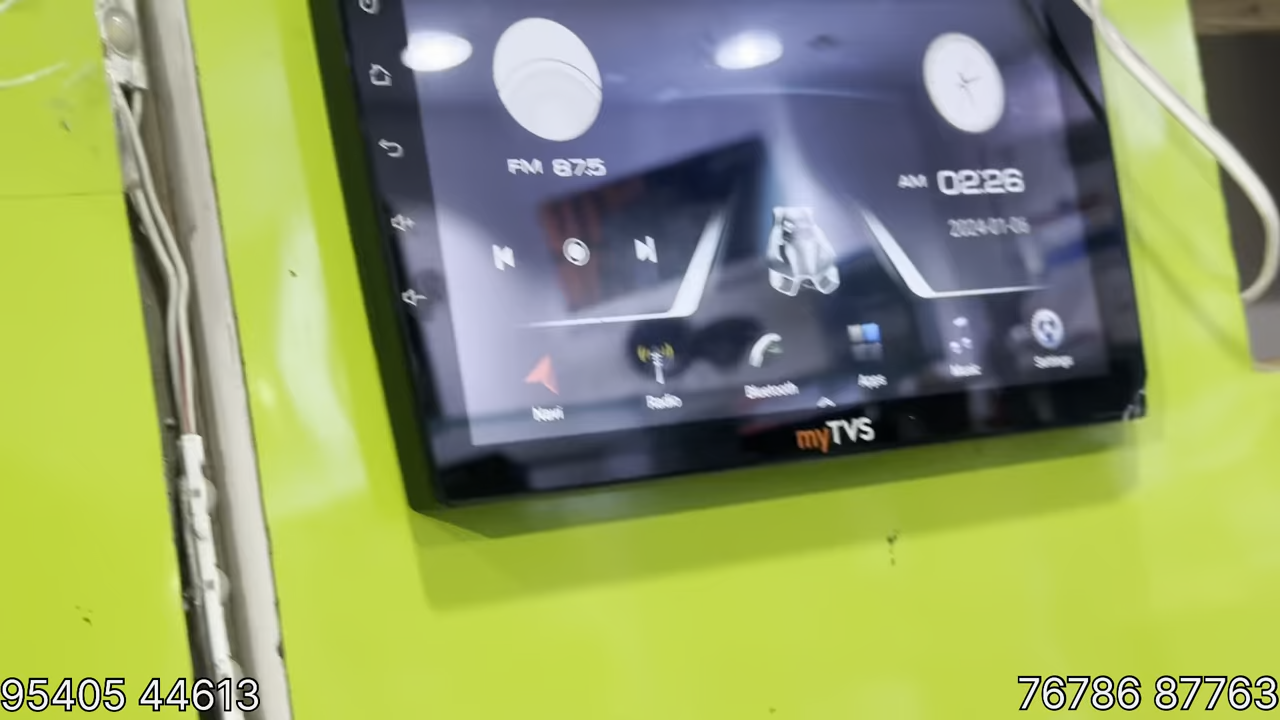 FM 87.5
AM 02:26
2024-01-06
Navi
Radio
Bluetooth
Apps
Music
Settings
myTVS
95405 44613
76786 87763